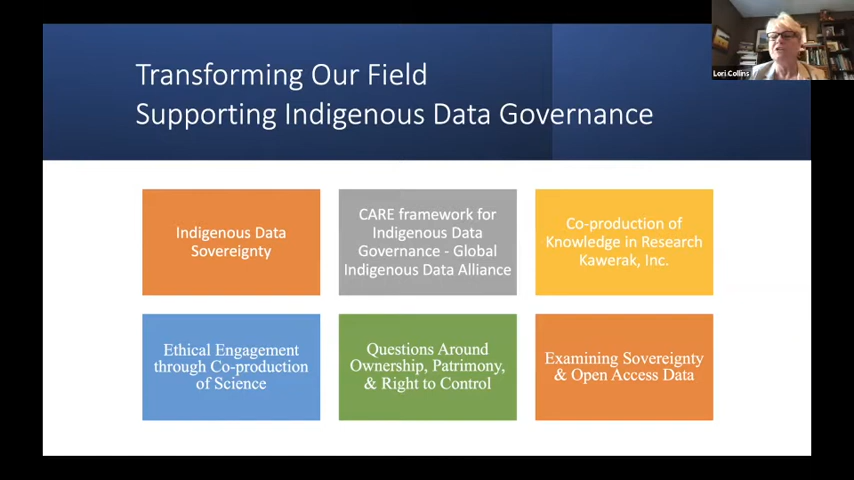 Transforming Our Field
Supporting Indigenous Data Governance
Lori Collins
Indigenous Data
Sovereignty
CARE framework for
Indigenous Data
Governance - Global
Indigenous Data Alliance
Co-production of
Knowledge in Research
Kawerak, Inc.
Ethical Engagement
through Co-production
of Science
Questions Around
Ownership, Patrimony,
& Right to Control
Examining Sovereignty
& Open Access Data